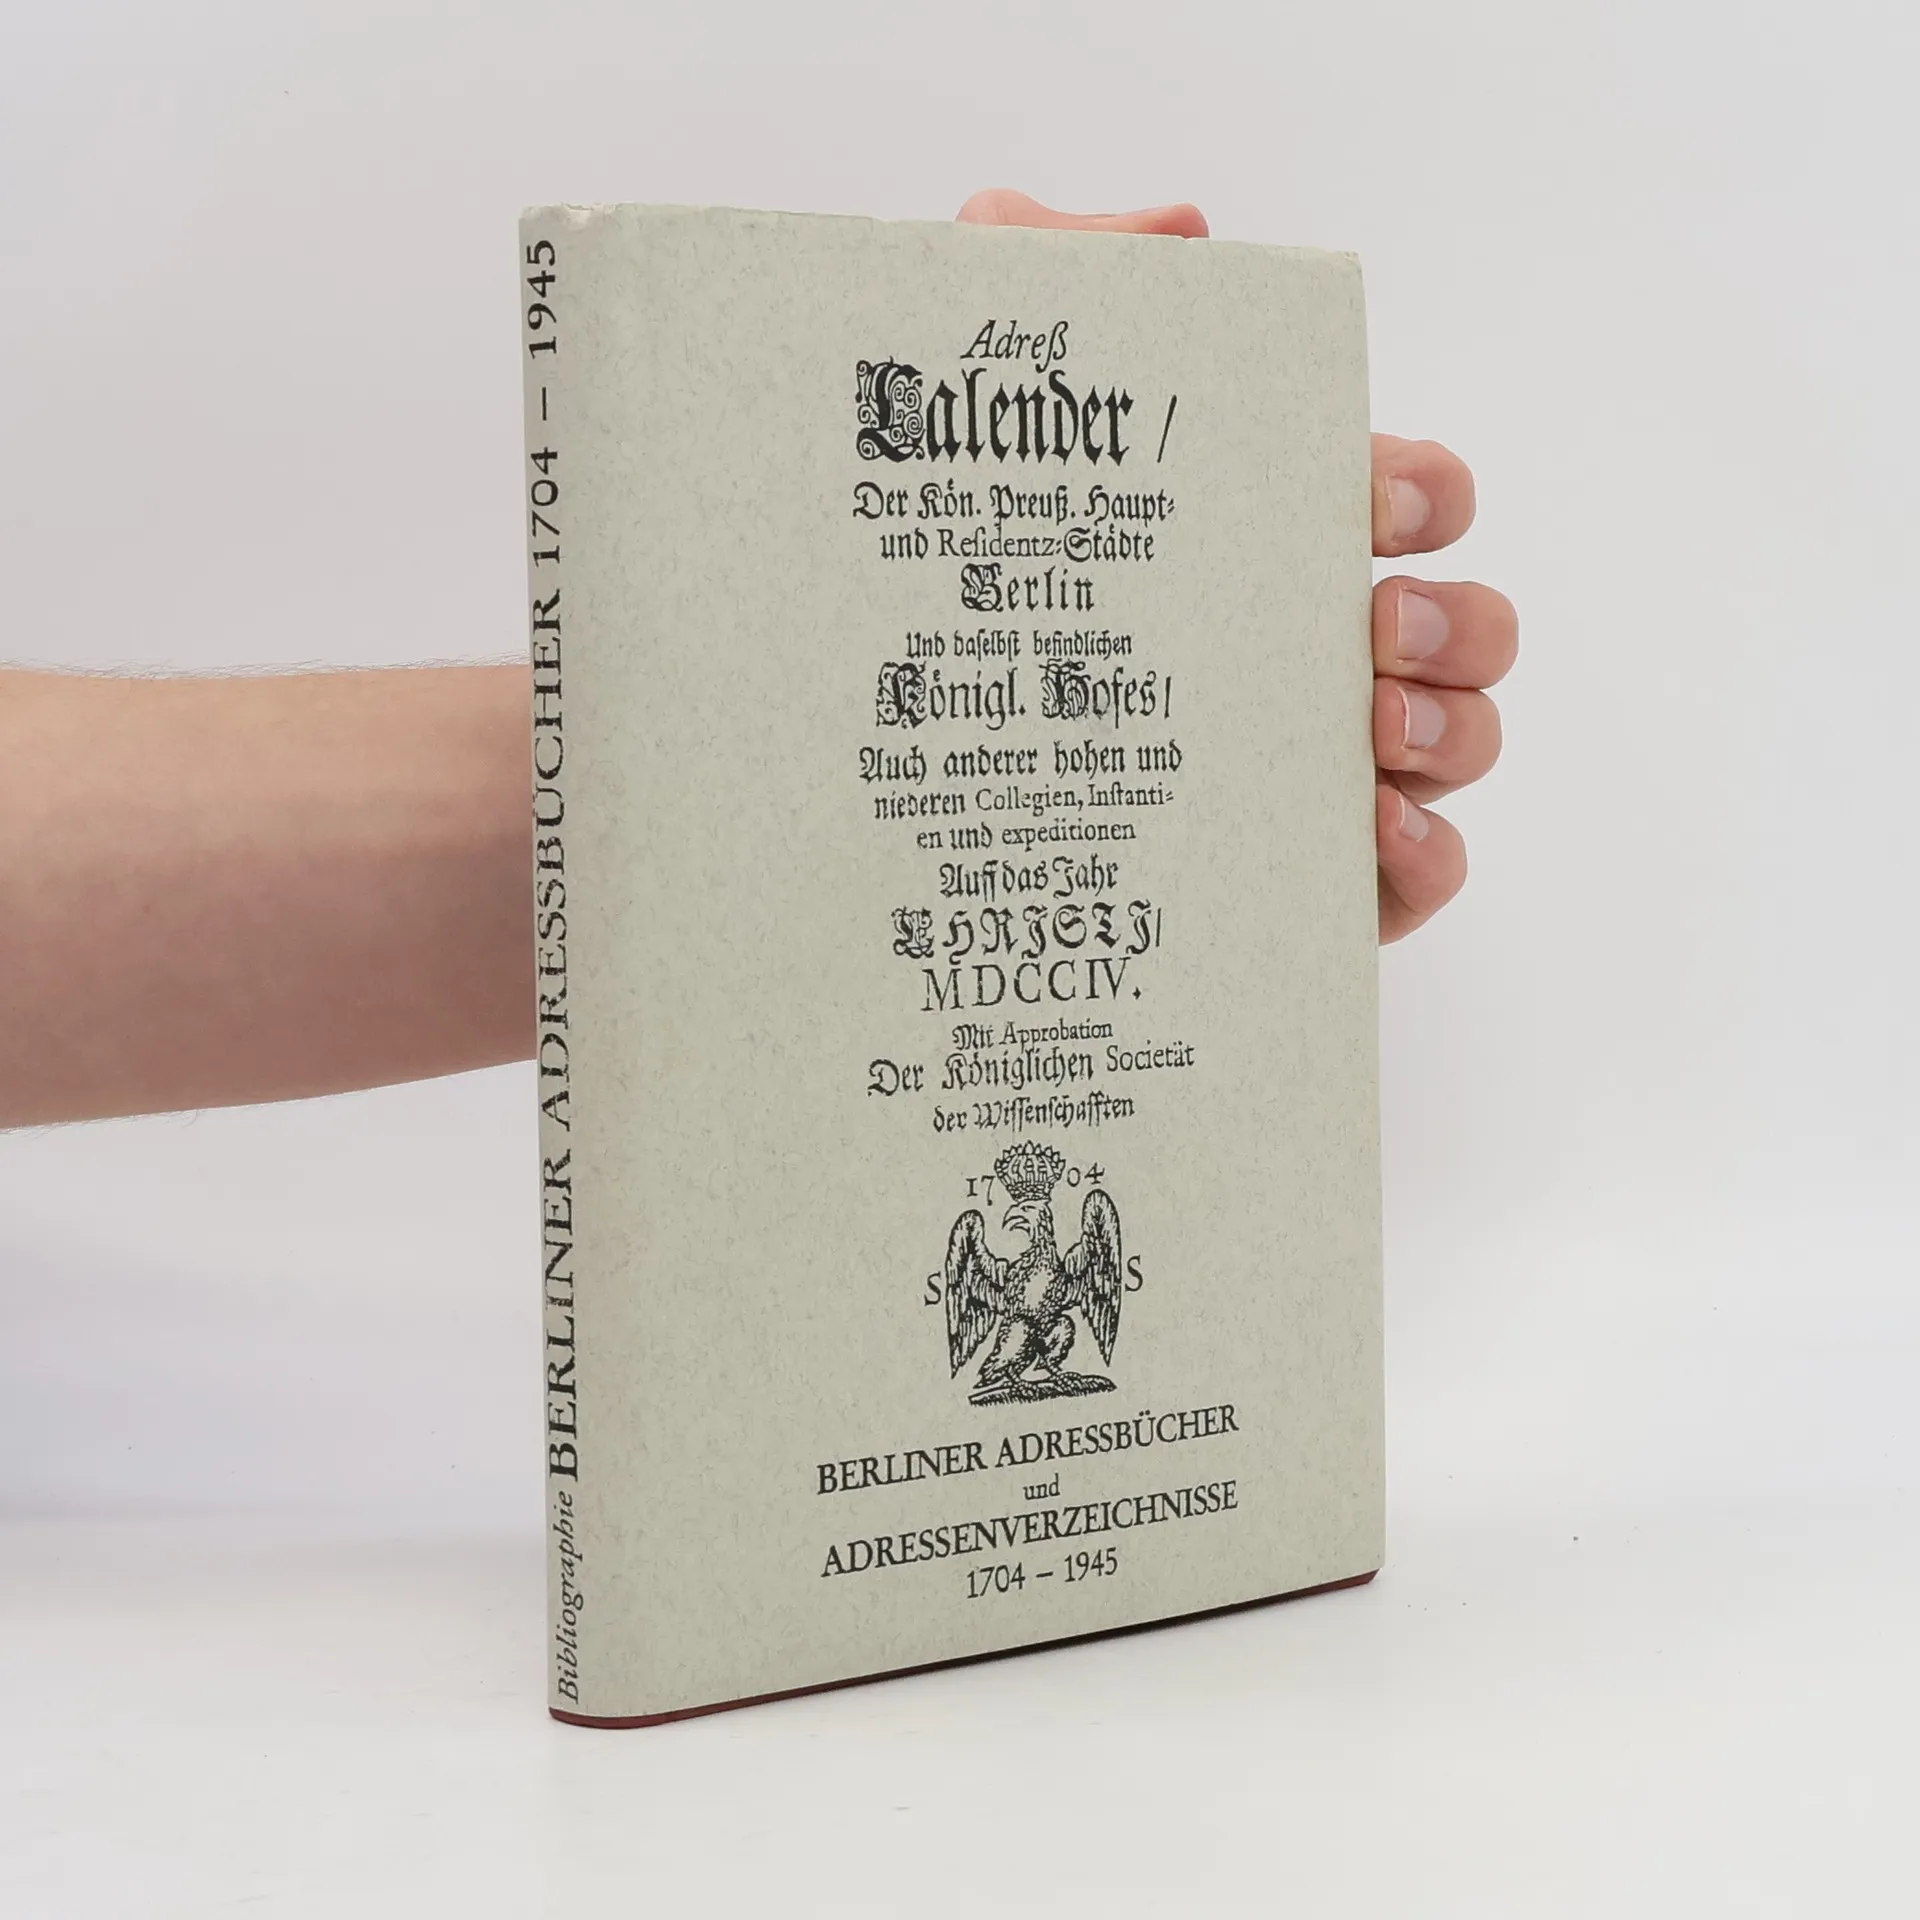 Bibliographie BERLINER ADRESSBÜCHER 1704 – 1945
Adreß
Calender /
Der Kön. Preuß. Haupt⸗
und Reſidentz⸗Städte
Berlin
Und daſelbſt befindlichen
Königl. Hofes /
Auch anderer hohen und
niederen Collegien, Inſtanti⸗
en und expeditionen
Auff das Jahr
CHRISTI /
MDCCIV.
Mit Approbation
Der Königlichen Societät
der Wiſſenſchafften
17 04
S S
BERLINER ADRESSBÜCHER
und
ADRESSENVERZEICHNISSE
1704 – 1945